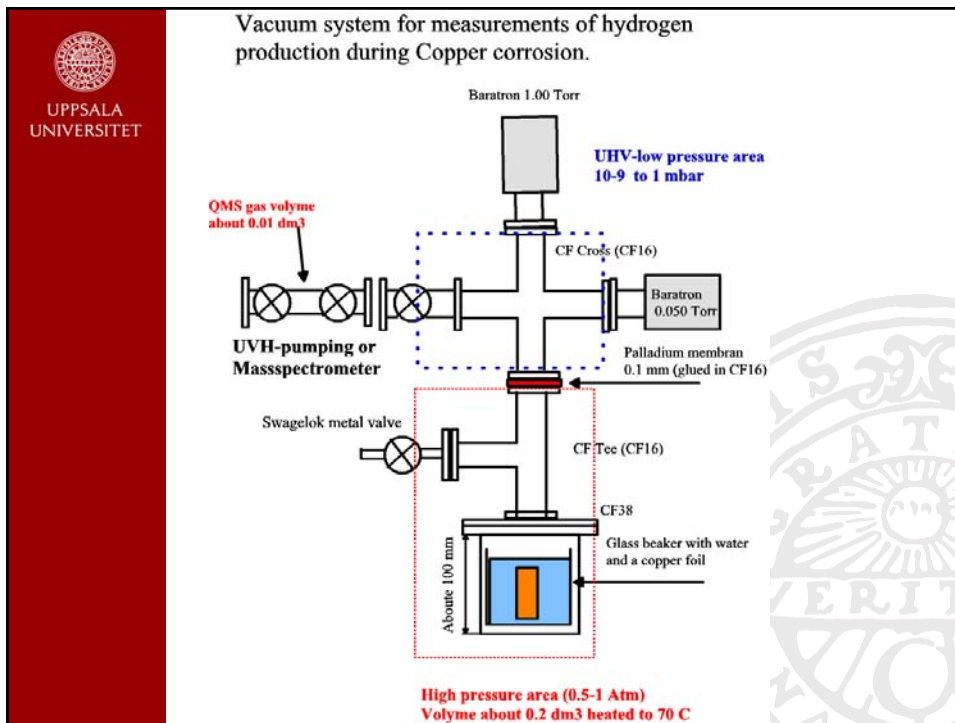 Vacuum system for measurements of hydrogen
production during Copper corrosion.
UPPSALA
UNIVERSITET
Baratron 1.00 Torr
UHV-low pressure area
10-9 to 1 mbar
QMS gas volyme
about 0.01 dm3
CF Cross (CF16)
Baratron
0.050 Torr
UVH-pumping or
Massspectrometer
Palladium membran
0.1 mm (glued in CF16)
Swagelok metal valve
CF Tee (CF16)
CF38
Glass beaker with water
and a copper foil
Aboute 100 mm
High pressure area (0.5-1 Atm)
Volyme about 0.2 dm3 heated to 70 C